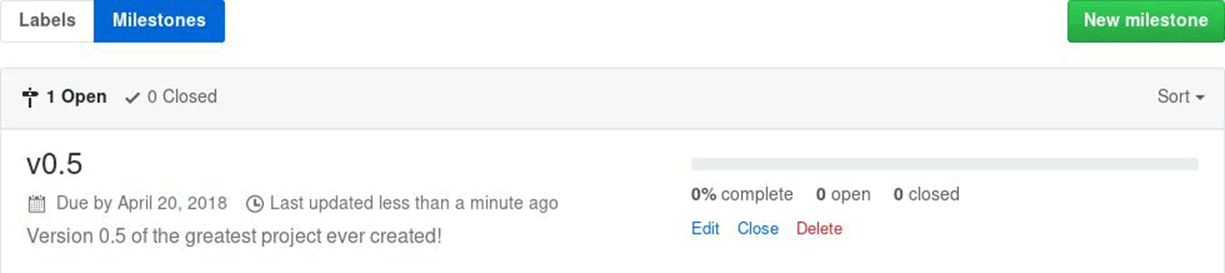 Labels Milestones New milestone
1 Open 0 Closed Sort
v0.5
Due by April 20, 2018 Last updated less than a minute ago
Version 0.5 of the greatest project ever created!
0% complete 0 open 0 closed
Edit Close Delete